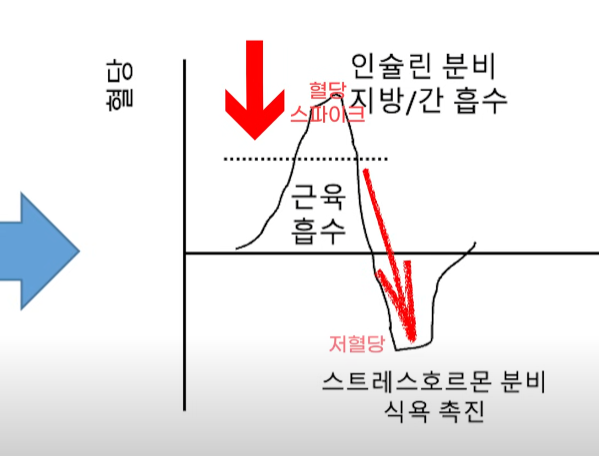 혈당
인슐린 분비
지방/간 흡수
혈당
스파이크
근육
흡수
저혈당
스트레스호르몬 분비
식욕 촉진